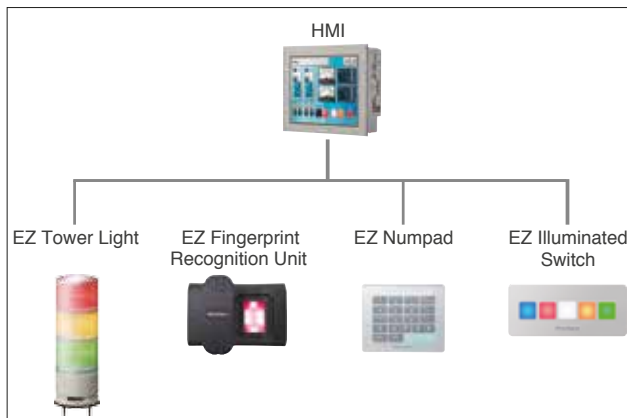 HMI
EZ Tower Light
EZ Fingerprint
Recognition Unit
EZ Numpad
EZ Illuminated
Switch